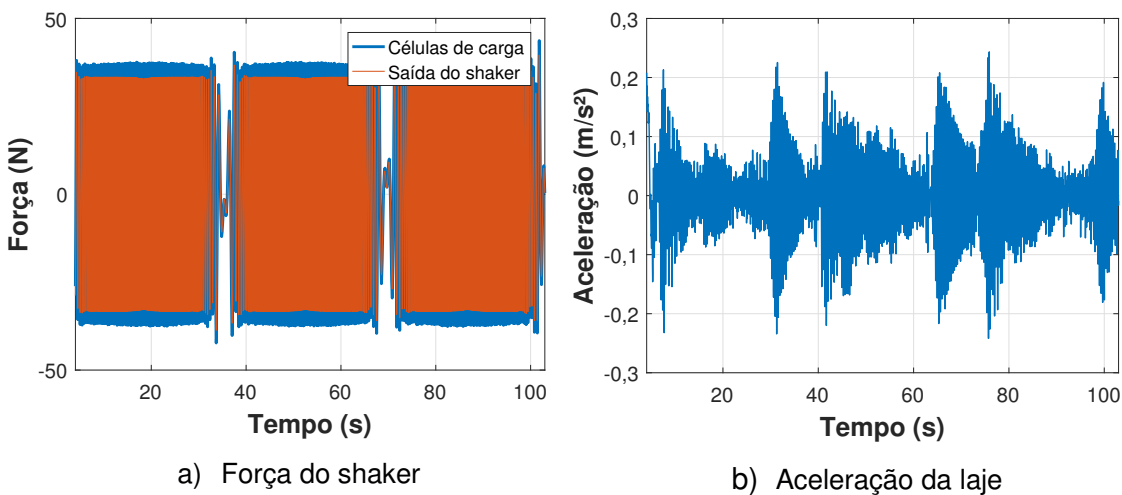 50
0
-50
Força (N)
Células de carga
Saída do shaker
20
40
60
80
100
Tempo (s)
a) Força do shaker
0,3
0,2
0,1
0
-0,1
-0,2
-0,3
Aceleração (m/s²)
20
40
60
80
100
Tempo (s)
b) Aceleração da laje